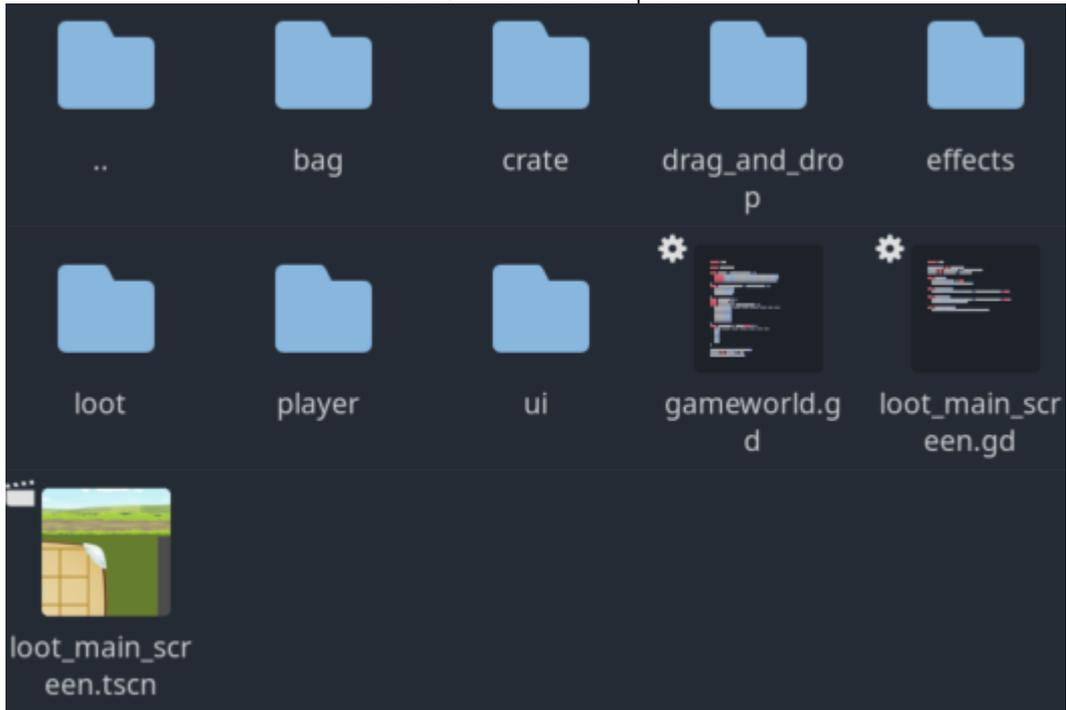 ..
bag
crate
drag_and_dro
p
effects
loot
player
ui
gameworld.g
d
loot_main_scr
een.gd
loot_main_scr
een.tscn